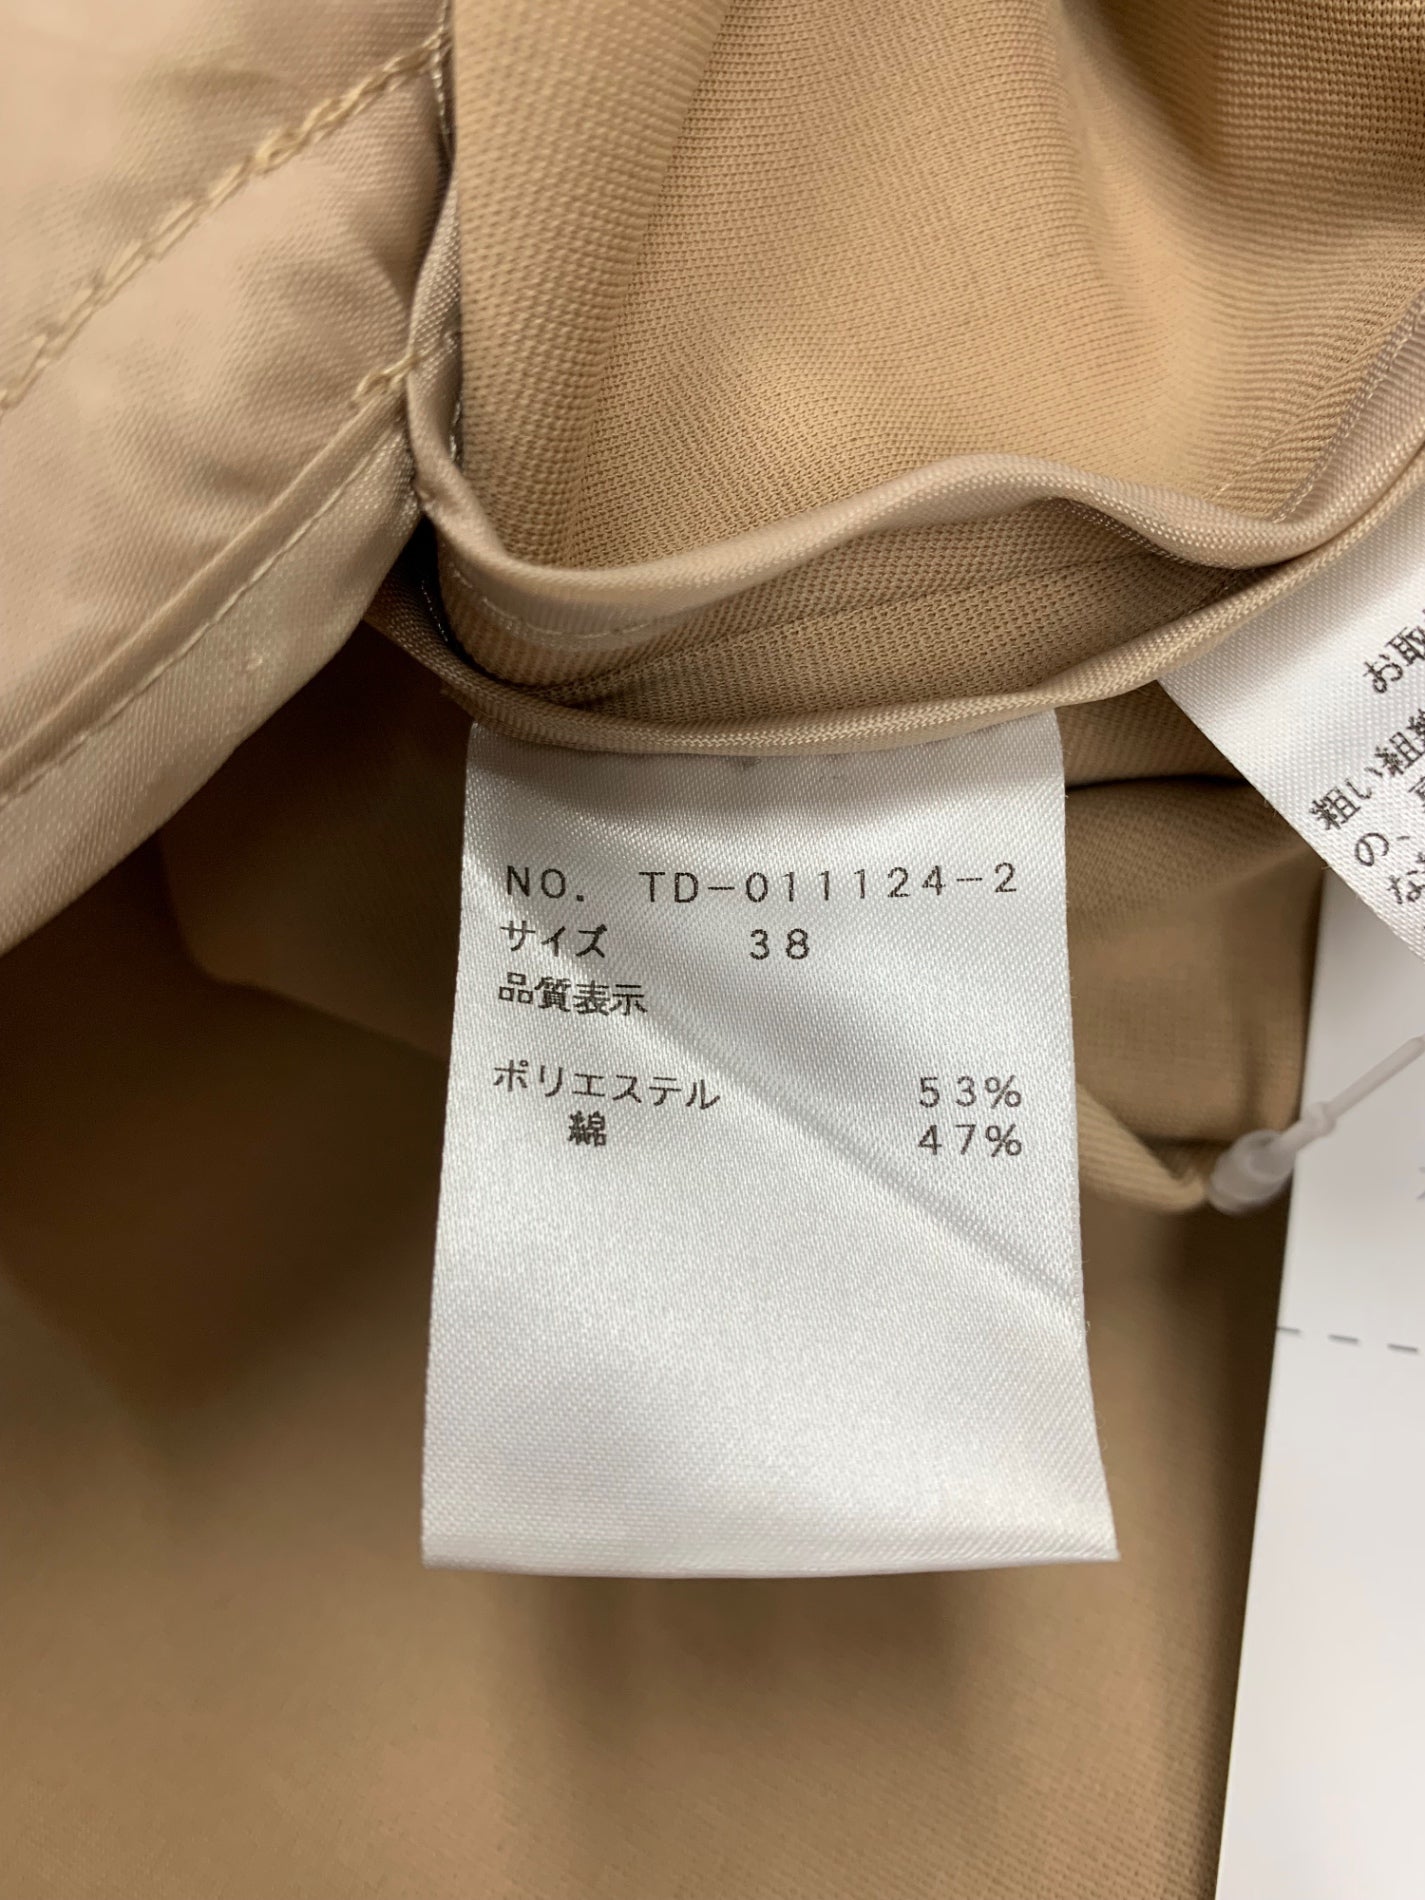 NO. TD-011124-2
サイズ 38
品質表示
ポリエステル 53%
綿 47%
お取
粗い組織
の、